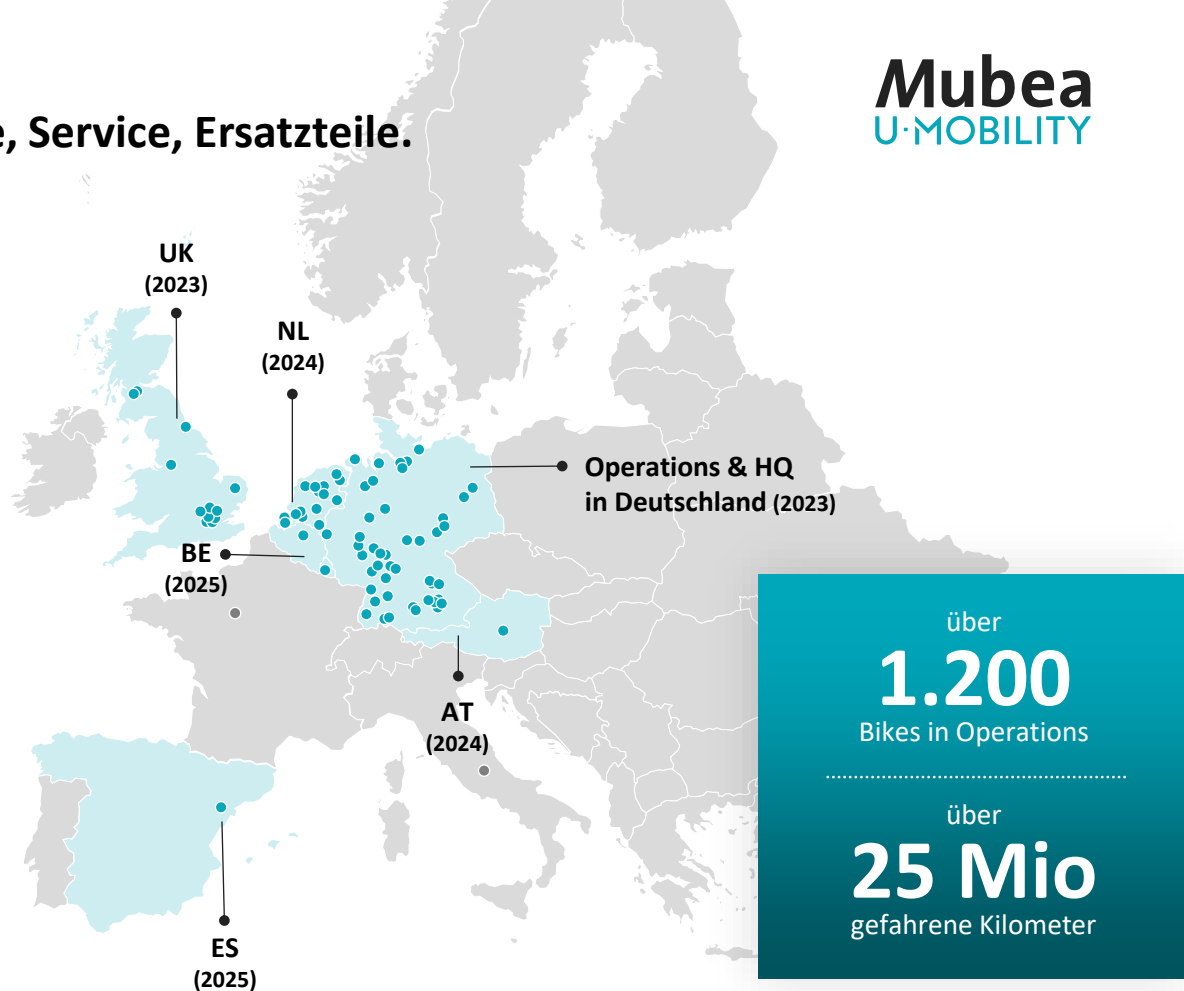 Mubea
U·MOBILITY
, Service, Ersatzteile.
UK
(2023)
NL
(2024)
Operations & HQ
in Deutschland (2023)
BE
(2025)
AT
(2024)
ES
(2025)
über
1.200
Bikes in Operations
über
25 Mio
gefahrene Kilometer